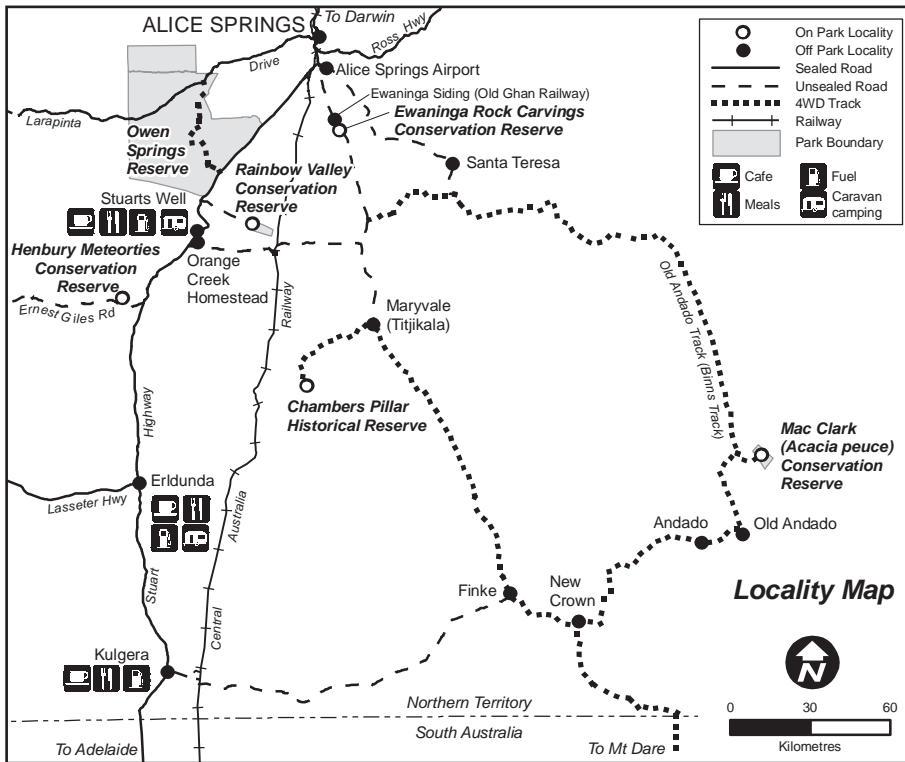 ALICE SPRINGS
To Darwin
Ross Hwy
Drive
Alice Springs Airport
Ewaninga Siding (Old Ghan Railway)
Ewaninga Rock Carvings
Conservation Reserve
Larapinta
Owen
Springs
Reserve
Rainbow Valley
Conservation
Reserve
Santa Teresa
Stuarts Well
Henbury Meteorties
Conservation
Reserve
Orange
Creek
Homestead
Ernest Giles Rd
Railway
Maryvale
(Titjikala)
Old Andado Track (Binns Track)
Chambers Pillar
Historical Reserve
Mac Clark
(Acacia peuce)
Conservation
Reserve
Highway
Erldunda
Lasseter Hwy
Australia
Andado
Old Andado
Finke
New
Crown
Stuart
Central
Kulgera
Northern Territory
South Australia
To Adelaide
To Mt Dare
On Park Locality
Off Park Locality
Sealed Road
Unsealed Road
4WD Track
Railway
Park Boundary
Cafe
Fuel
Meals
Caravan
camping
Locality Map
N
0 30 60
Kilometres